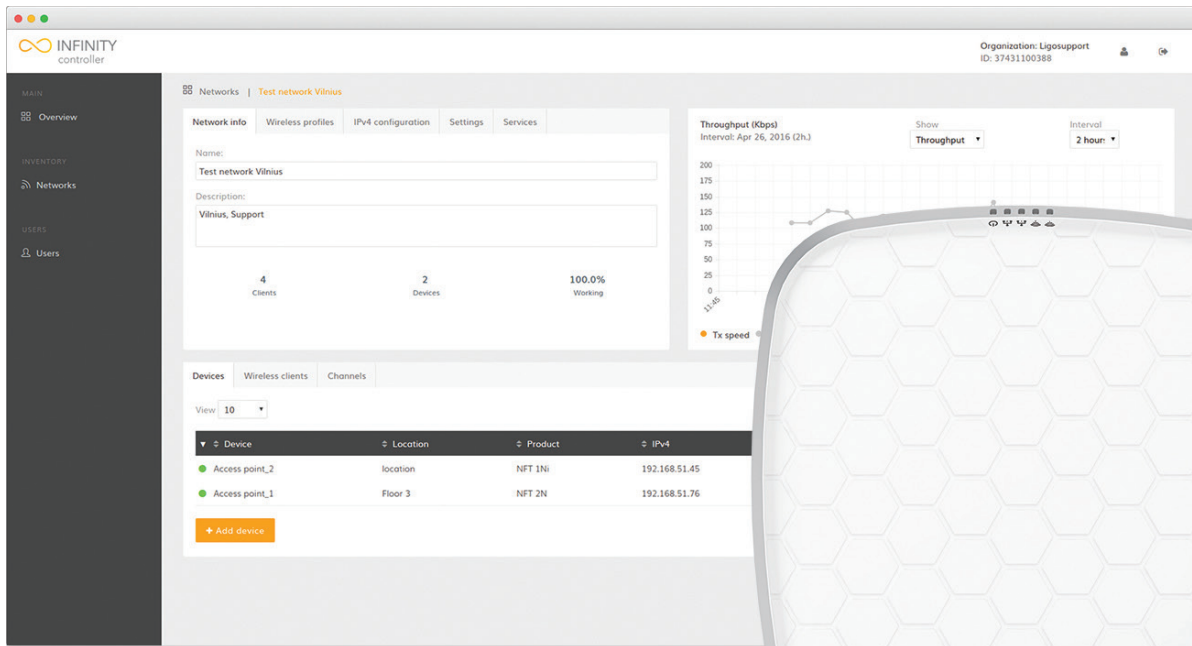 INFINITY
controller
Organization: Ligosupport
ID: 37431100388
MAIN
Overview
INVENTORY
Networks
USERS
Users
Networks | Test network Vilnius
Network info Wireless profiles IPv4 configuration Settings Services
Name:
Test network Vilnius
Description:
Vilnius, Support
4 2 100.0%
Clients Devices Working
Throughput (Kbps) Show Interval
Interval: Apr 26, 2016 (2h.)
Throughput 2 hour
200
175
150
125
100
75
50
25
0
11:45
Tx speed
Devices Wireless clients Channels
View 10
Device Location Product IPv4
Access point_2 location NFT 1Ni 192.168.51.45
Access point_1 Floor 3 NFT 2N 192.168.51.76
+ Add device